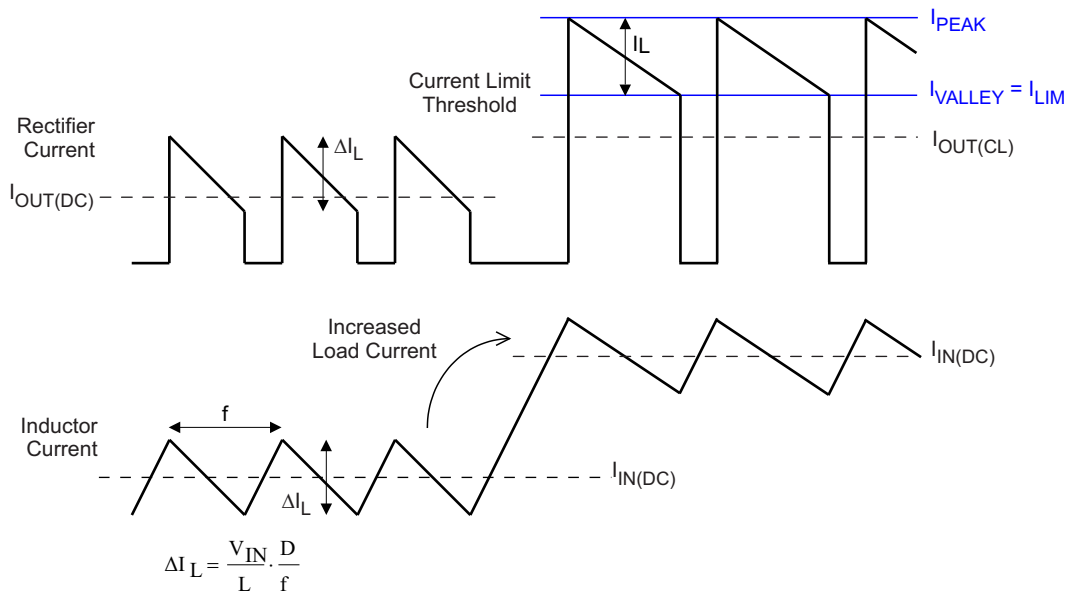 I_PEAK
I_L
Current Limit
Threshold
I_VALLEY = I_LIM
Rectifier
Current
ΔI_L
I_OUT(CL)
I_OUT(DC)
Increased
Load Current
I_IN(DC)
f
Inductor
Current
I_IN(DC)
ΔI_L
ΔI_L = V_IN/L · D/f